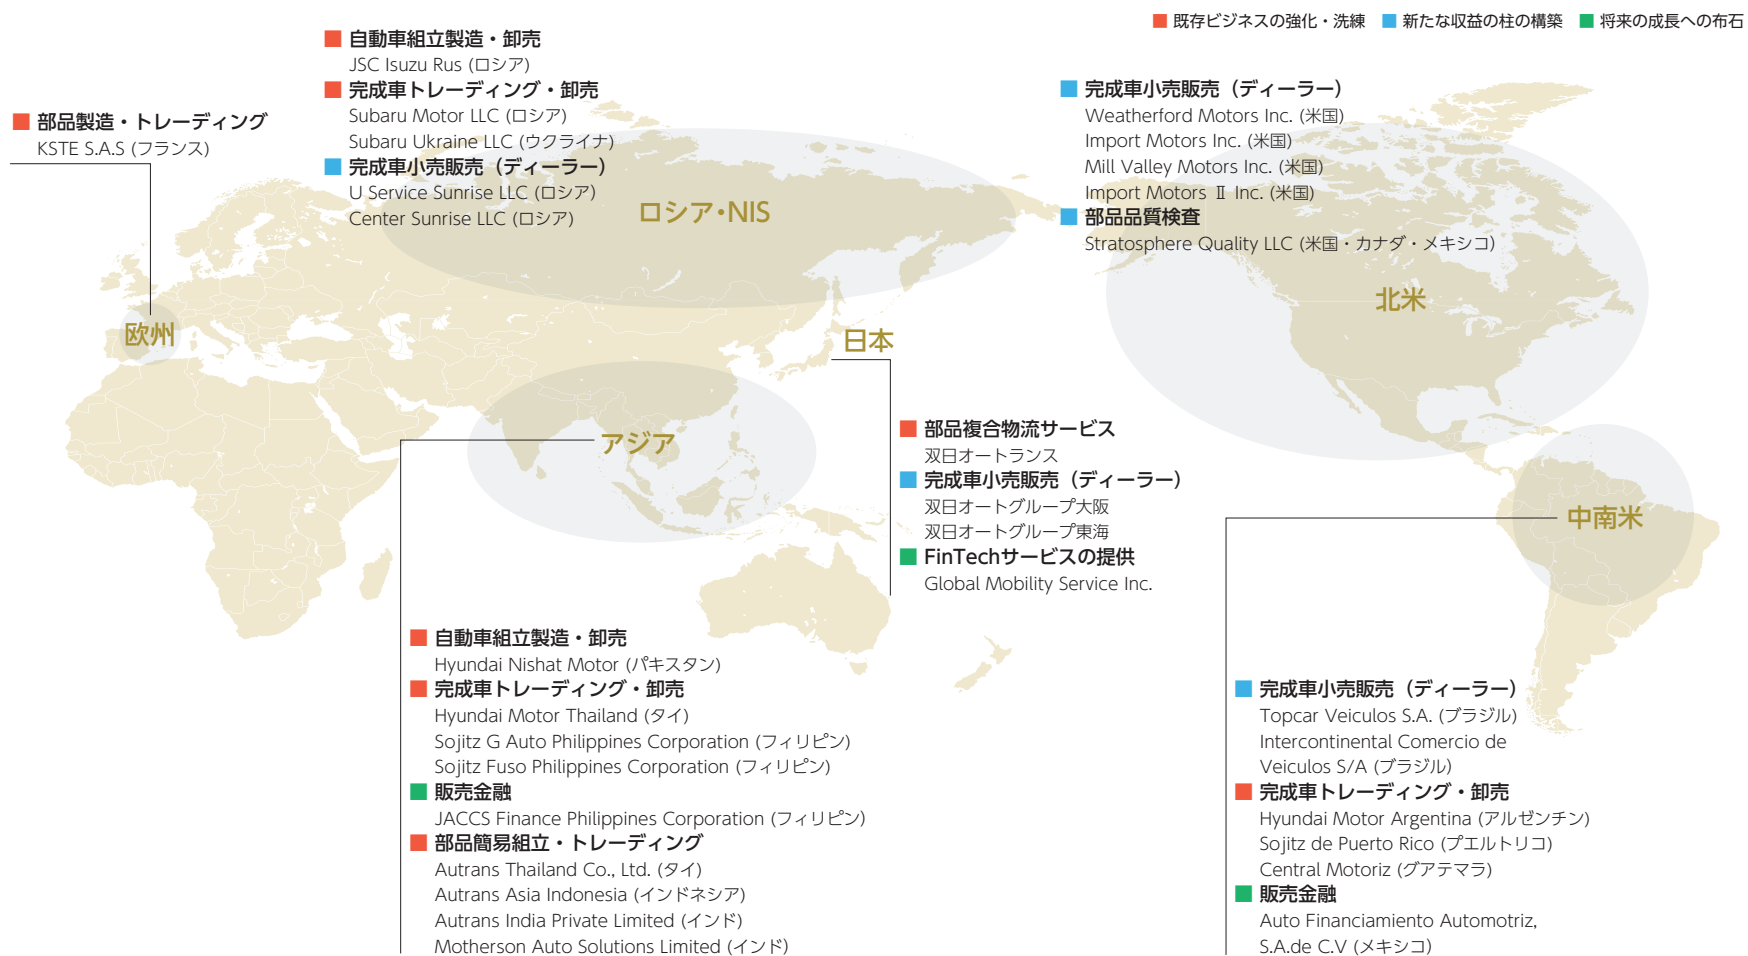 既存ビジネスの強化・洗練
新たな収益の柱の構築
将来の成長への布石
自動車組立製造・卸売
JSC Isuzu Rus (ロシア)
完成車トレーディング・卸売
Subaru Motor LLC (ロシア)
Subaru Ukraine LLC (ウクライナ)
完成車小売販売（ディーラー）
U Service Sunrise LLC (ロシア)
Center Sunrise LLC (ロシア)
ロシア・NIS
部品製造・トレーディング
KSTE S.A.S (フランス)
欧州
完成車小売販売（ディーラー）
Weatherford Motors Inc. (米国)
Import Motors Inc. (米国)
Mill Valley Motors Inc. (米国)
Import Motors Ⅱ Inc. (米国)
部品品質検査
Stratosphere Quality LLC (米国・カナダ・メキシコ)
北米
日本
部品複合物流サービス
双日オートランス
完成車小売販売（ディーラー）
双日オートグループ大阪
双日オートグループ東海
FinTechサービスの提供
Global Mobility Service Inc.
アジア
自動車組立製造・卸売
Hyundai Nishat Motor (パキスタン)
完成車トレーディング・卸売
Hyundai Motor Thailand (タイ)
Sojitz G Auto Philippines Corporation (フィリピン)
Sojitz Fuso Philippines Corporation (フィリピン)
販売金融
JACCS Finance Philippines Corporation (フィリピン)
部品簡易組立・トレーディング
Autrans Thailand Co., Ltd. (タイ)
Autrans Asia Indonesia (インドネシア)
Autrans India Private Limited (インド)
Motherson Auto Solutions Limited (インド)
中南米
完成車小売販売（ディーラー）
Topcar Veiculos S.A. (ブラジル)
Intercontinental Comercio de
Veiculos S/A (ブラジル)
完成車トレーディング・卸売
Hyundai Motor Argentina (アルゼンチン)
Sojitz de Puerto Rico (プエルトリコ)
Central Motoriz (グアテマラ)
販売金融
Auto Financiamiento Automotriz,
S.A.de C.V (メキシコ)